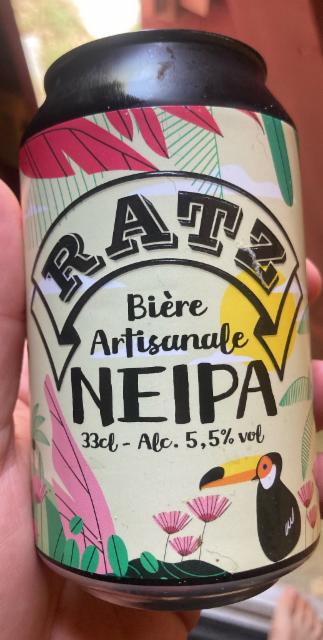 RATZ
Bière
Artisanale
NEIPA
33cl - Alc. 5,5% vol